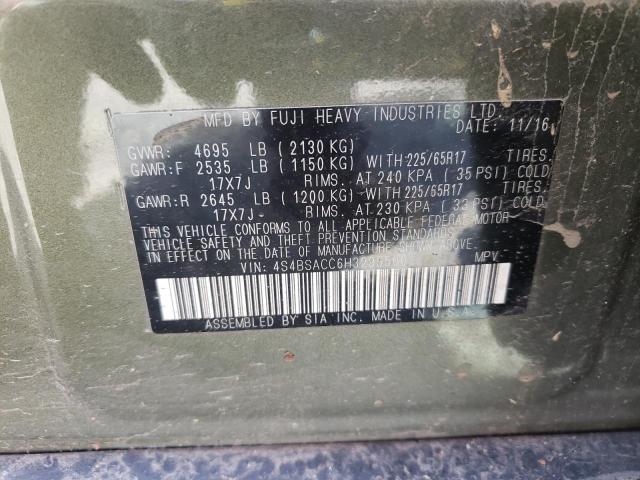 MFD BY FUJI HEAVY INDUSTRIES LTD.
DATE: 11/16
GVWR: 4695 LB (2130 KG)
GAWR:F 2535 LB (1150 KG) WITH 225/65R17 TIRES.
17X7J RIMS. AT 240 KPA (35 PSI) COLD
GAWR:R 2645 LB (1200 KG) WITH 225/65R17 TIRES.
17X7J RIMS. AT 230 KPA (33 PSI) COLD
THIS VEHICLE CONFORMS TO ALL APPLICABLE FEDERAL MOTOR
VEHICLE SAFETY AND THEFT PREVENTION STANDARDS
IN EFFECT ON THE DATE OF MANUFACTURE SHOWN ABOVE.
VIN: MPV
ASSEMBLED BY SIA INC. MADE IN U.S.A.